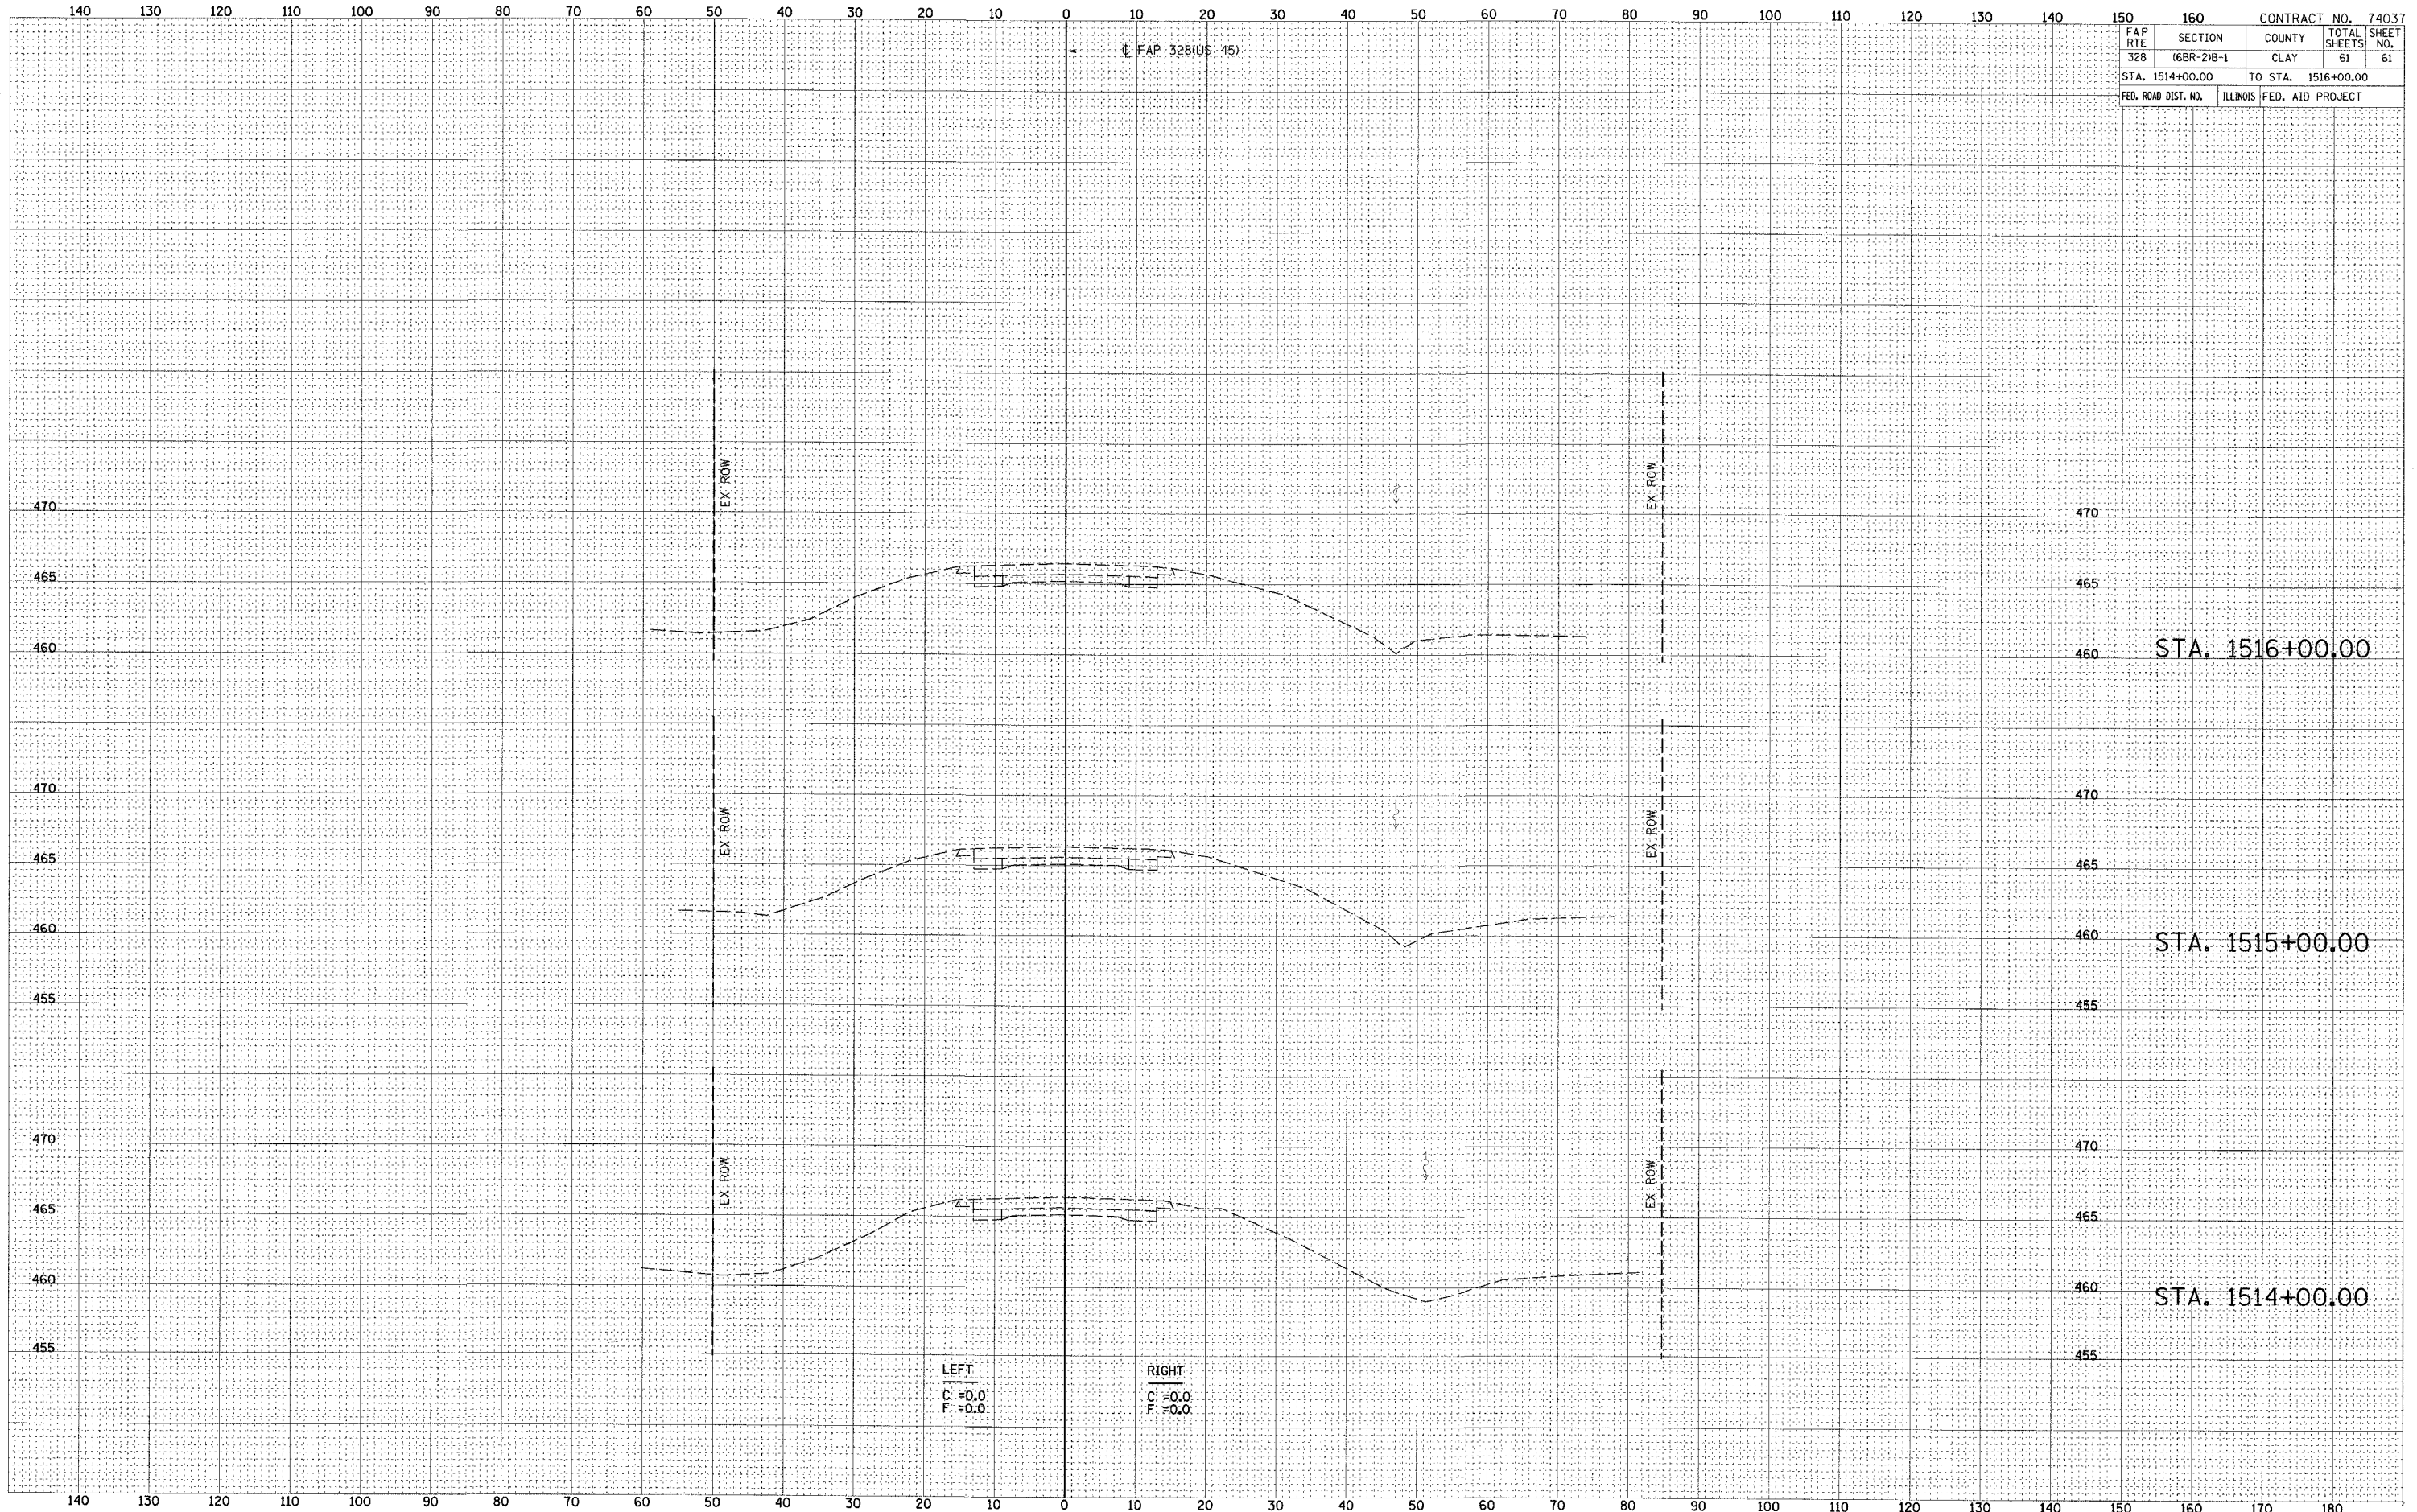 140 130 120 110 100 90 80 70 60 50 40 30 20 10 0 10 20 30 40 50 60 70 80 90 100 110 120 130 140 150 160 CONTRACT NO. 74037
FAP RTE SECTION COUNTY TOTAL SHEETS SHEET NO.
328 (6BR-2)B-1 CLAY 61 61
STA. 1514+00.00 TO STA. 1516+00.00
FED. ROAD DIST. NO. ILLINOIS FED. AID PROJECT
℄ FAP 328(US 45)
EX ROW EX ROW
470 470
465 465
460 460 STA. 1516+00.00
470 470
EX ROW EX ROW
465 465
460 460 STA. 1515+00.00
455 455
470 470
EX ROW EX ROW
465 465
460 460 STA. 1514+00.00
455 455
LEFT RIGHT
C =0.0 C =0.0
F =0.0 F =0.0
140 130 120 110 100 90 80 70 60 50 40 30 20 10 0 10 20 30 40 50 60 70 80 90 100 110 120 130 140 150 160 170 180